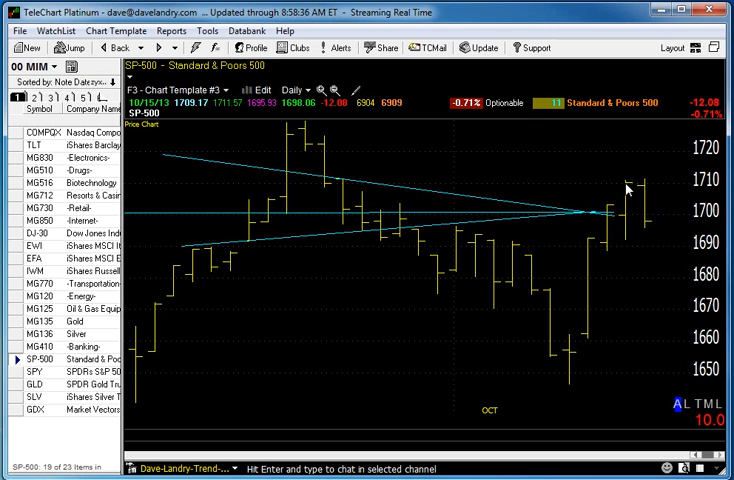 TeleChart Platinum - dave@davelandry.com ... Updated through 8:58:36 AM ET - Streaming Real Time
File WatchList Chart Template Reports Tools Databank Help
New Jump Back Profile Clubs Alerts Share TCMail Update Support Layout
00 MIM SP-500 - Standard & Poors 500
Sorted by: Note Date
1 2 3 4 5 F3 - Chart Template #3 Edit Daily
Symbol Company Name 10/15/13 1709.17 1711.57 1695.93 1698.06 -12.08 6904 6909 -0.71% Optionable 11 Standard & Poors 500 -12.08
-0.71%
SP-500
Price Chart
COMPQX Nasdaq Compo
TLT iShares Barclay
MG830 -Electronics-
MG510 -Drugs-
MG516 Biotechnology
MG712 Resorts & Casin
MG730 -Retail-
MG850 -Internet-
DJ-30 Dow Jones Indu
EWI iShares MSCI It
EFA iShares MSCI E
IWM iShares Russell
MG770 -Transportation-
MG120 -Energy-
MG125 Oil & Gas Equip
MG135 Gold
MG136 Silver
MG410 -Banking-
SP-500 Standard & Poo
SPY SPDRs S&P 50
GLD SPDR Gold Tru
SLV iShares Silver T
GDX Market Vectors
1720
1710
1700
1690
1680
1670
1660
1650
OCT
A L T M L
10.0
SP-500: 19 of 23 Items in Dave-Landry-Trend-... Hit Enter and type to chat in selected channel